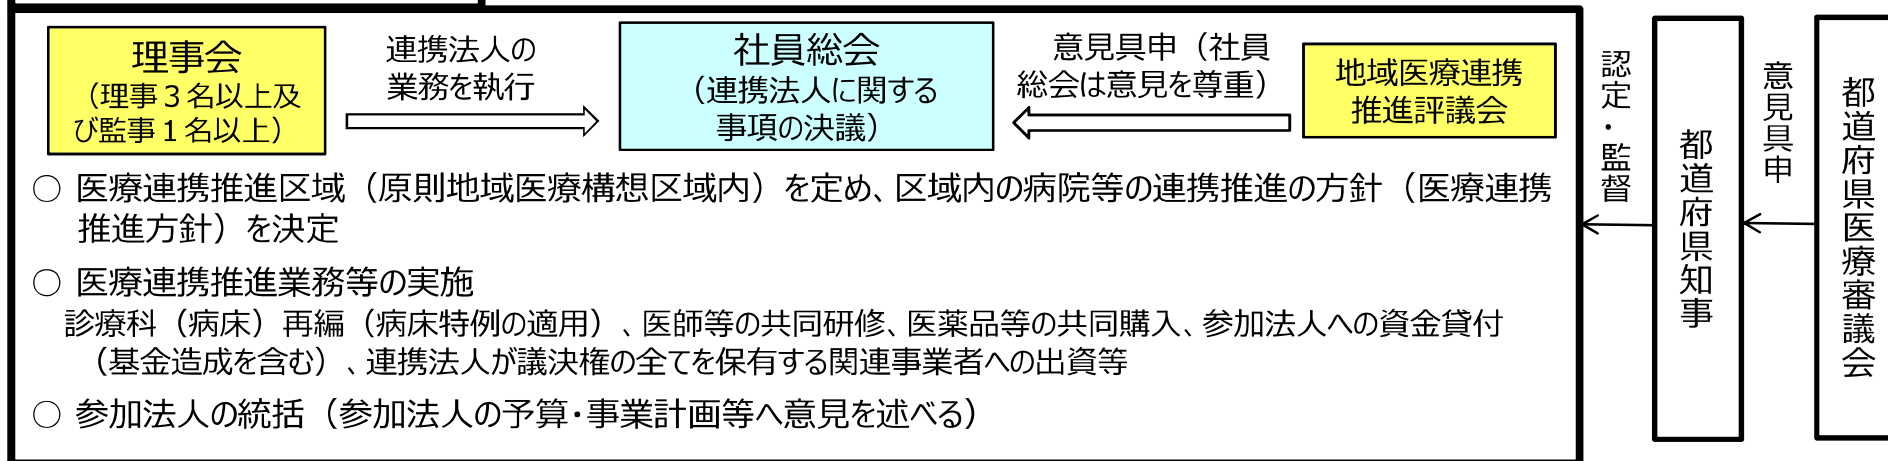 理事会
（理事３名以上及
び監事１名以上）
連携法人の
業務を執行
社員総会
（連携法人に関する
事項の決議）
意見具申（社員
総会は意見を尊重）
地域医療連携
推進評議会
○ 医療連携推進区域（原則地域医療構想区域内）を定め、区域内の病院等の連携推進の方針（医療連携
推進方針）を決定
○ 医療連携推進業務等の実施
診療科（病床）再編（病床特例の適用）、医師等の共同研修、医薬品等の共同購入、参加法人への資金貸付
（基金造成を含む）、連携法人が議決権の全てを保有する関連事業者への出資等
○ 参加法人の統括（参加法人の予算・事業計画等へ意見を述べる）
認定・監督
都道府県知事
意見具申
都道府県医療審議会